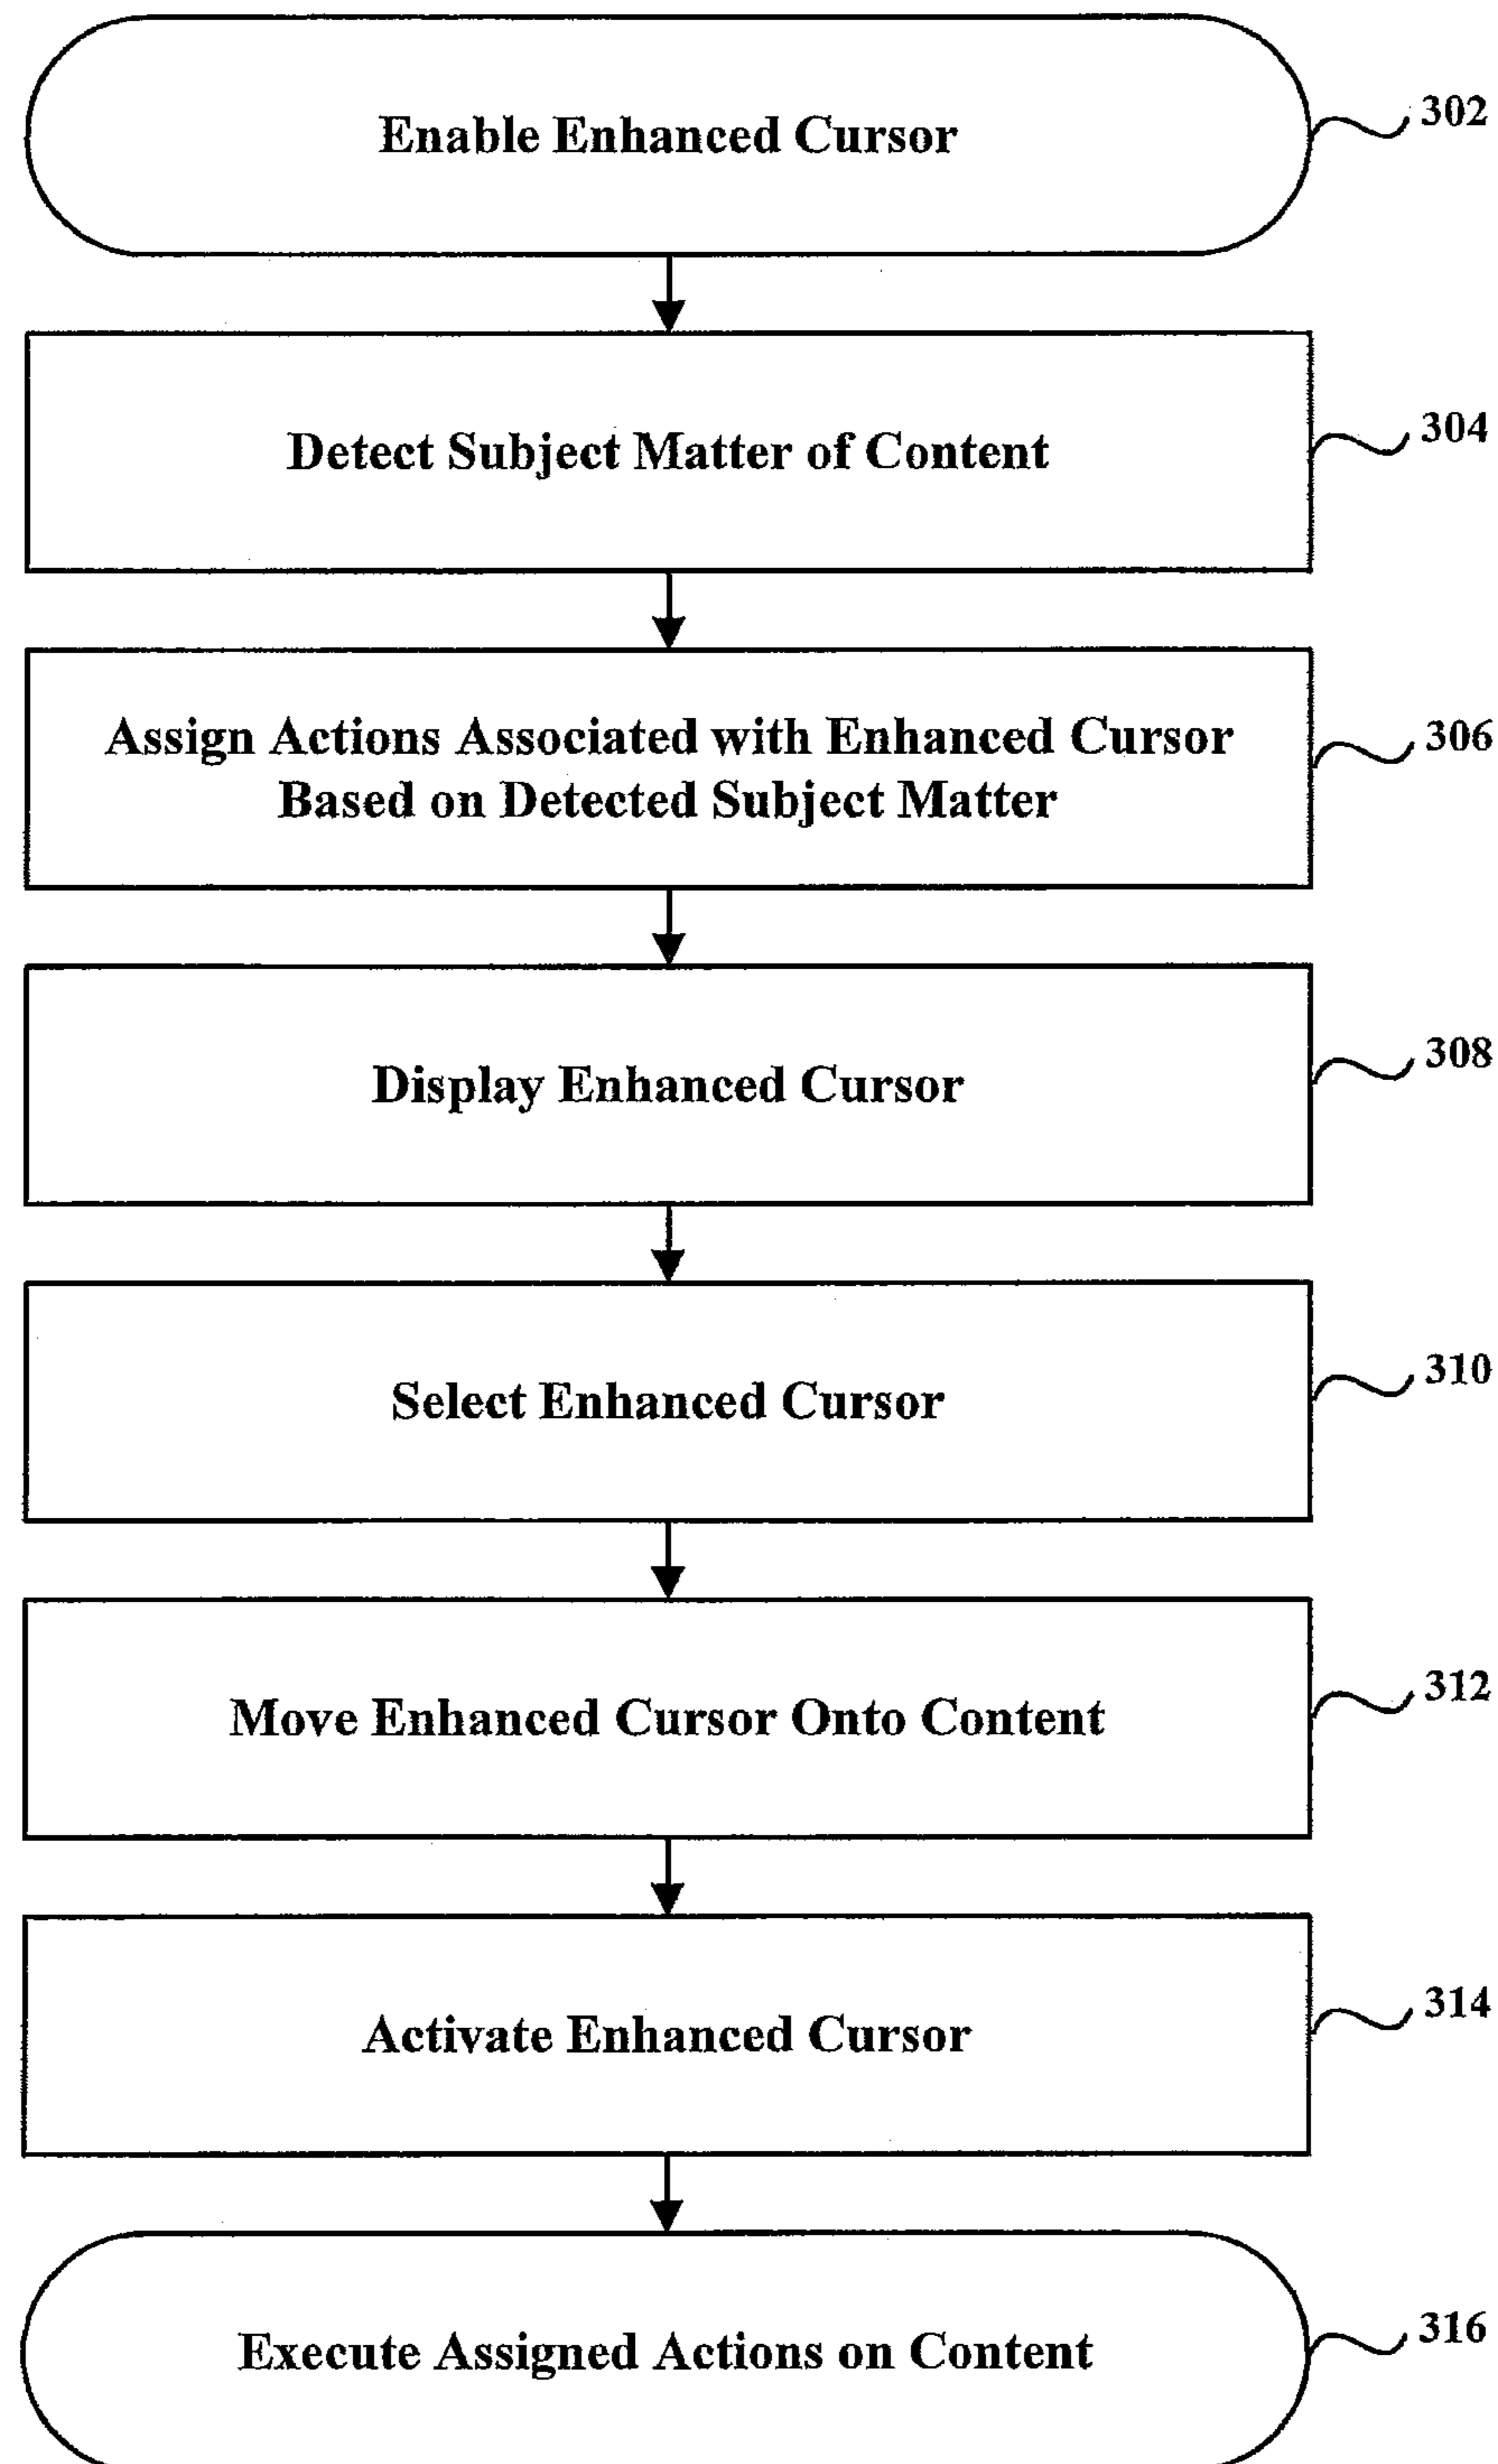 Enable Enhanced Cursor
302
Detect Subject Matter of Content
304
Assign Actions Associated with Enhanced Cursor
Based on Detected Subject Matter
306
Display Enhanced Cursor
308
Select Enhanced Cursor
310
Move Enhanced Cursor Onto Content
312
Activate Enhanced Cursor
314
Execute Assigned Actions on Content
316